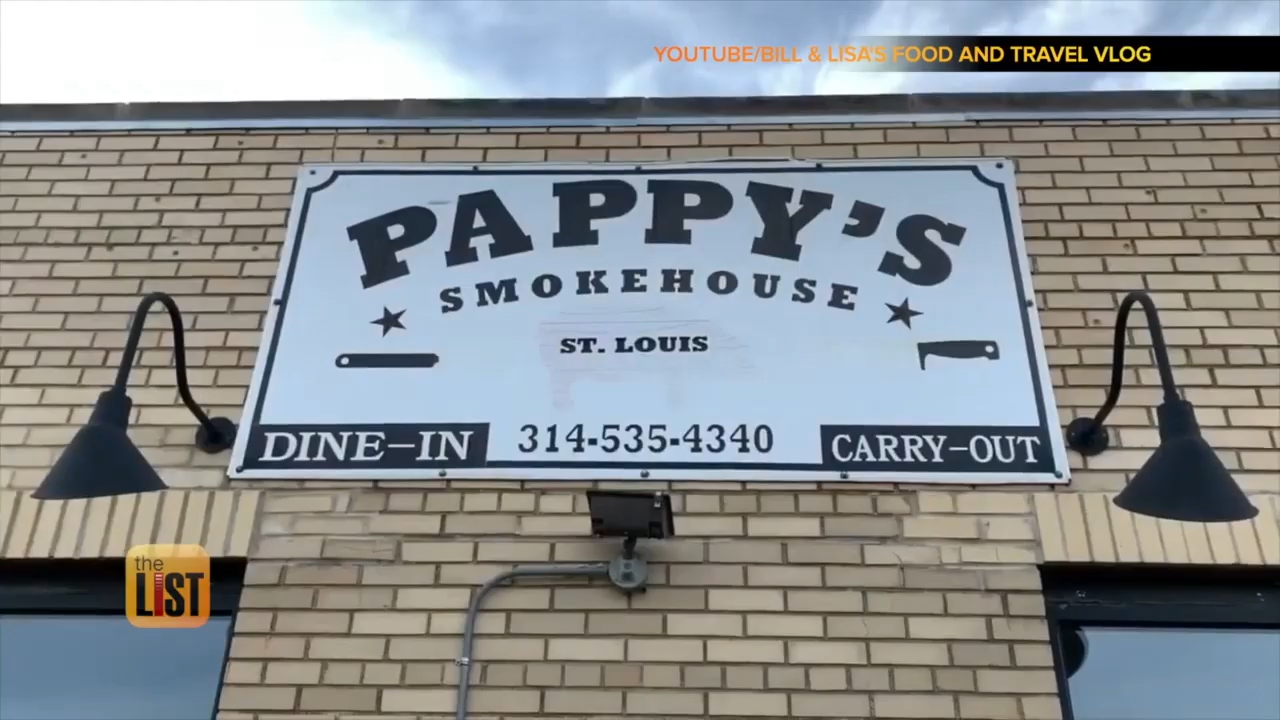 YOUTUBE/BILL & LISA'S FOOD AND TRAVEL VLOG
PAPPY'S
SMOKEHOUSE
ST. LOUIS
DINE-IN
314-535-4340
CARRY-OUT
the
LIST